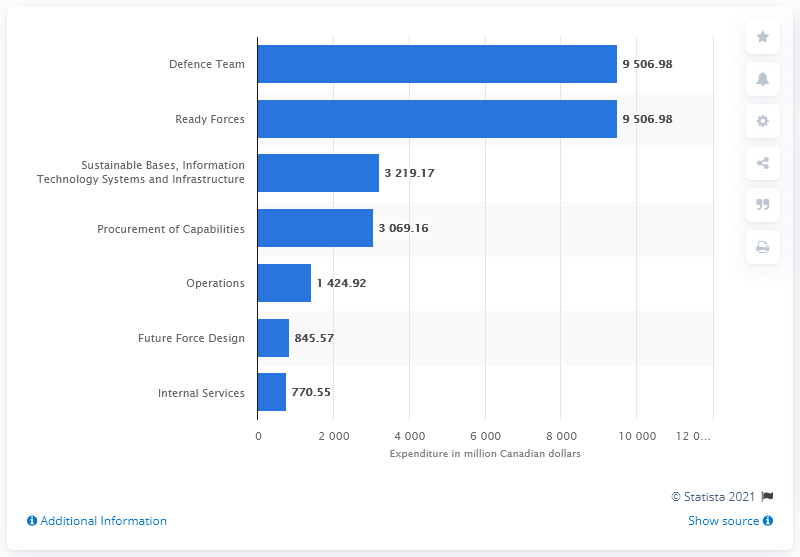 Defence Team
9 506.98
Ready Forces
9 506.98
Sustainable Bases, Information
Technology Systems and Infrastructure
3 219.17
Procurement of Capabilities
3 069.16
Operations
1 424.92
Future Force Design
845.57
Internal Services
770.55
0
2 000
4 000
6 000
8 000
10 000
12 0...
Expenditure in million Canadian dollars
© Statista 2021
Additional Information
Show source